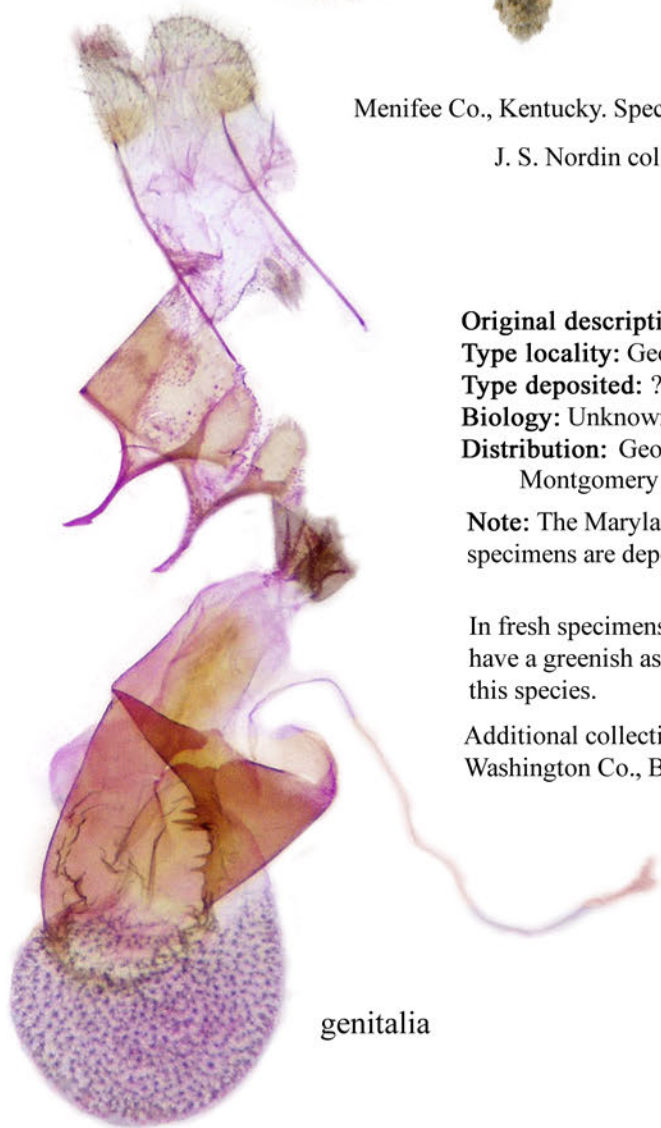 Menifee Co., Kentucky. Spec
J. S. Nordin col
Original descripti
Type locality: Geo
Type deposited: ?
Biology: Unknown
Distribution: Geo
Montgomery
Note: The Maryla
specimens are depo
In fresh specimens
have a greenish as
this species.
Additional collecti
Washington Co., B
genitalia